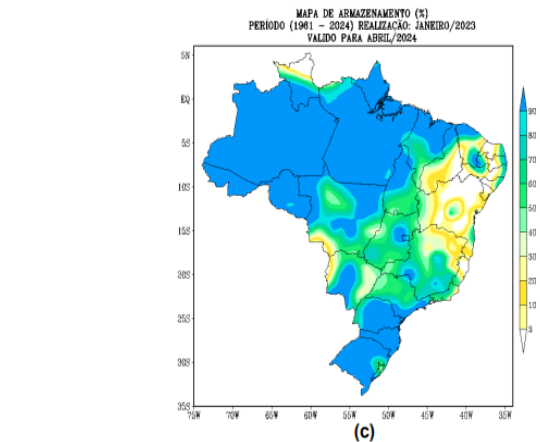 MAPA DE ARMAZENAMENTO (%)
PERÍODO (1961 – 2024) REALIZAÇÃO: JANEIRO/2023
VALIDO PARA ABRIL/2024
5N
EQ
5S
10S
15S
20S
25S
30S
35S
75W 70W 65W 60W 55W 50W 45W 40W 35W
90
80
70
60
50
40
30
20
10
(c)